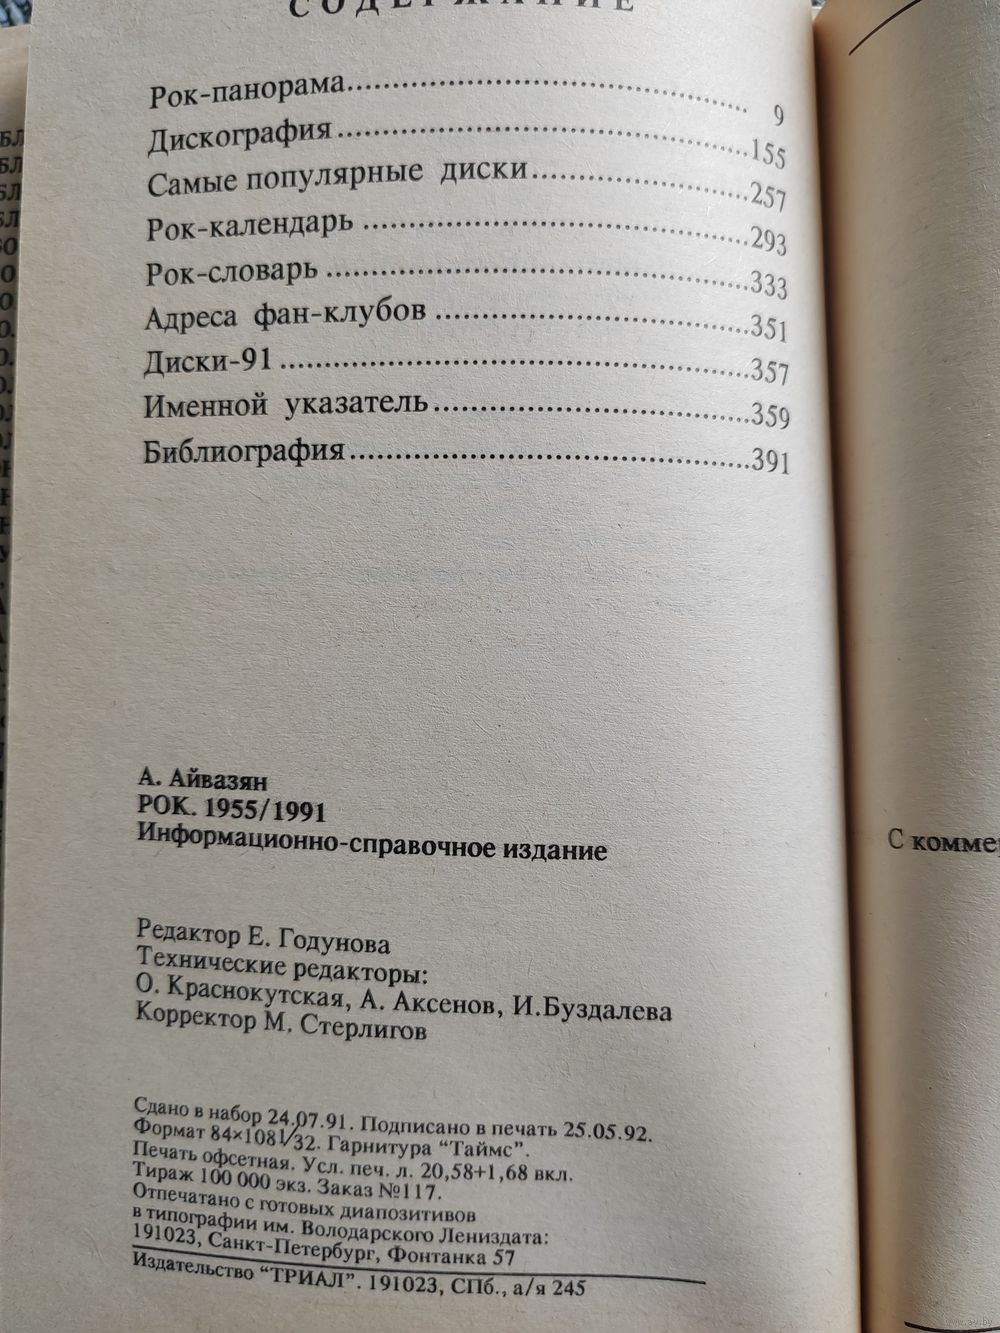 СОДЕРЖАНИЕ
Рок-панорама 9
Дискография 155
Самые популярные диски 257
Рок-календарь 293
Рок-словарь 333
Адреса фан-клубов 351
Диски-91 357
Именной указатель 359
Библиография 391
А. Айвазян
РОК. 1955/1991
Информационно-справочное издание
Редактор Е. Годунова
Технические редакторы:
О. Краснокутская, А. Аксенов, И.Буздалева
Корректор М. Стерлигов
Сдано в набор 24.07.91. Подписано в печать 25.05.92.
Формат 84×1081/32. Гарнитура “Таймс”.
Печать офсетная. Усл. печ. л. 20,58+1,68 вкл.
Тираж 100 000 экз. Заказ №117.
Отпечатано с готовых диапозитивов
в типографии им. Володарского Лениздата:
191023, Санкт-Петербург, Фонтанка 57
Издательство “ТРИАЛ”. 191023, СПб., а/я 245
С комме